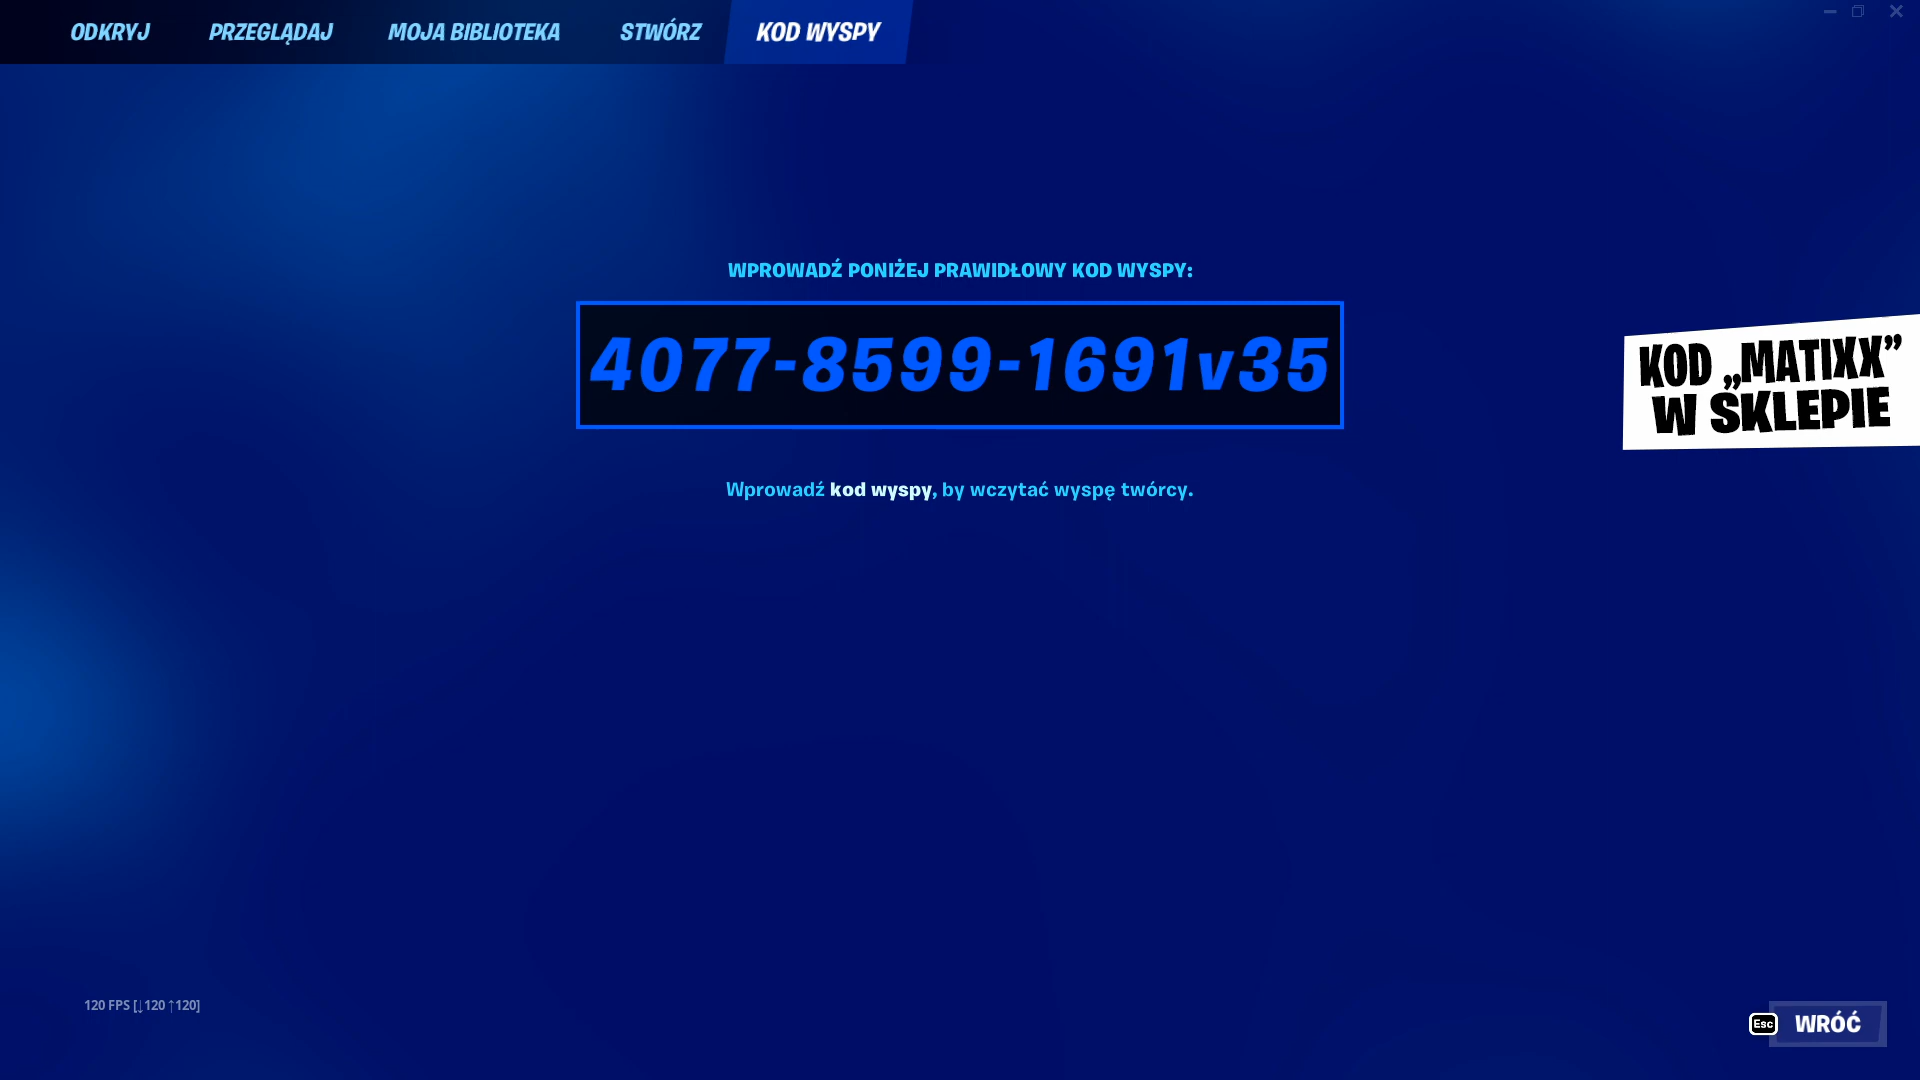 ODKRYJ PRZEGLĄDAJ MOJA BIBLIOTEKA STWÓRZ KOD WYSPY
WPROWADŹ PONIŻEJ PRAWIDŁOWY KOD WYSPY:
4077-8599-1691v35
KOD „MATIXX”
W SKLEPIE
Wprowadź kod wyspy, by wczytać wyspę twórcy.
120 FPS [↓120 ↑120]
Esc WRÓĆ